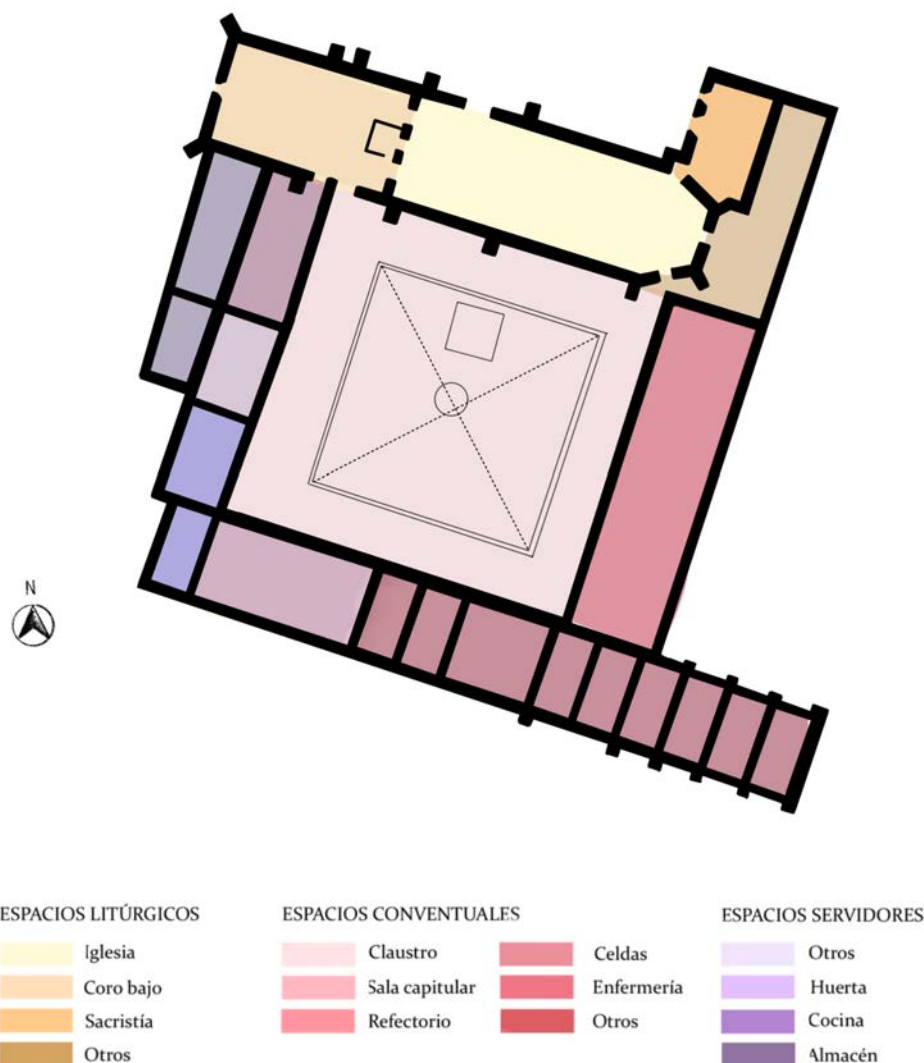 N
ESPACIOS LITÚRGICOS
Iglesia
Coro bajo
Sacristía
Otros
ESPACIOS CONVENTUALES
Claustro
Sala capitular
Refectorio
Celdas
Enfermería
Otros
ESPACIOS SERVIDORES
Otros
Huerta
Cocina
Almacén